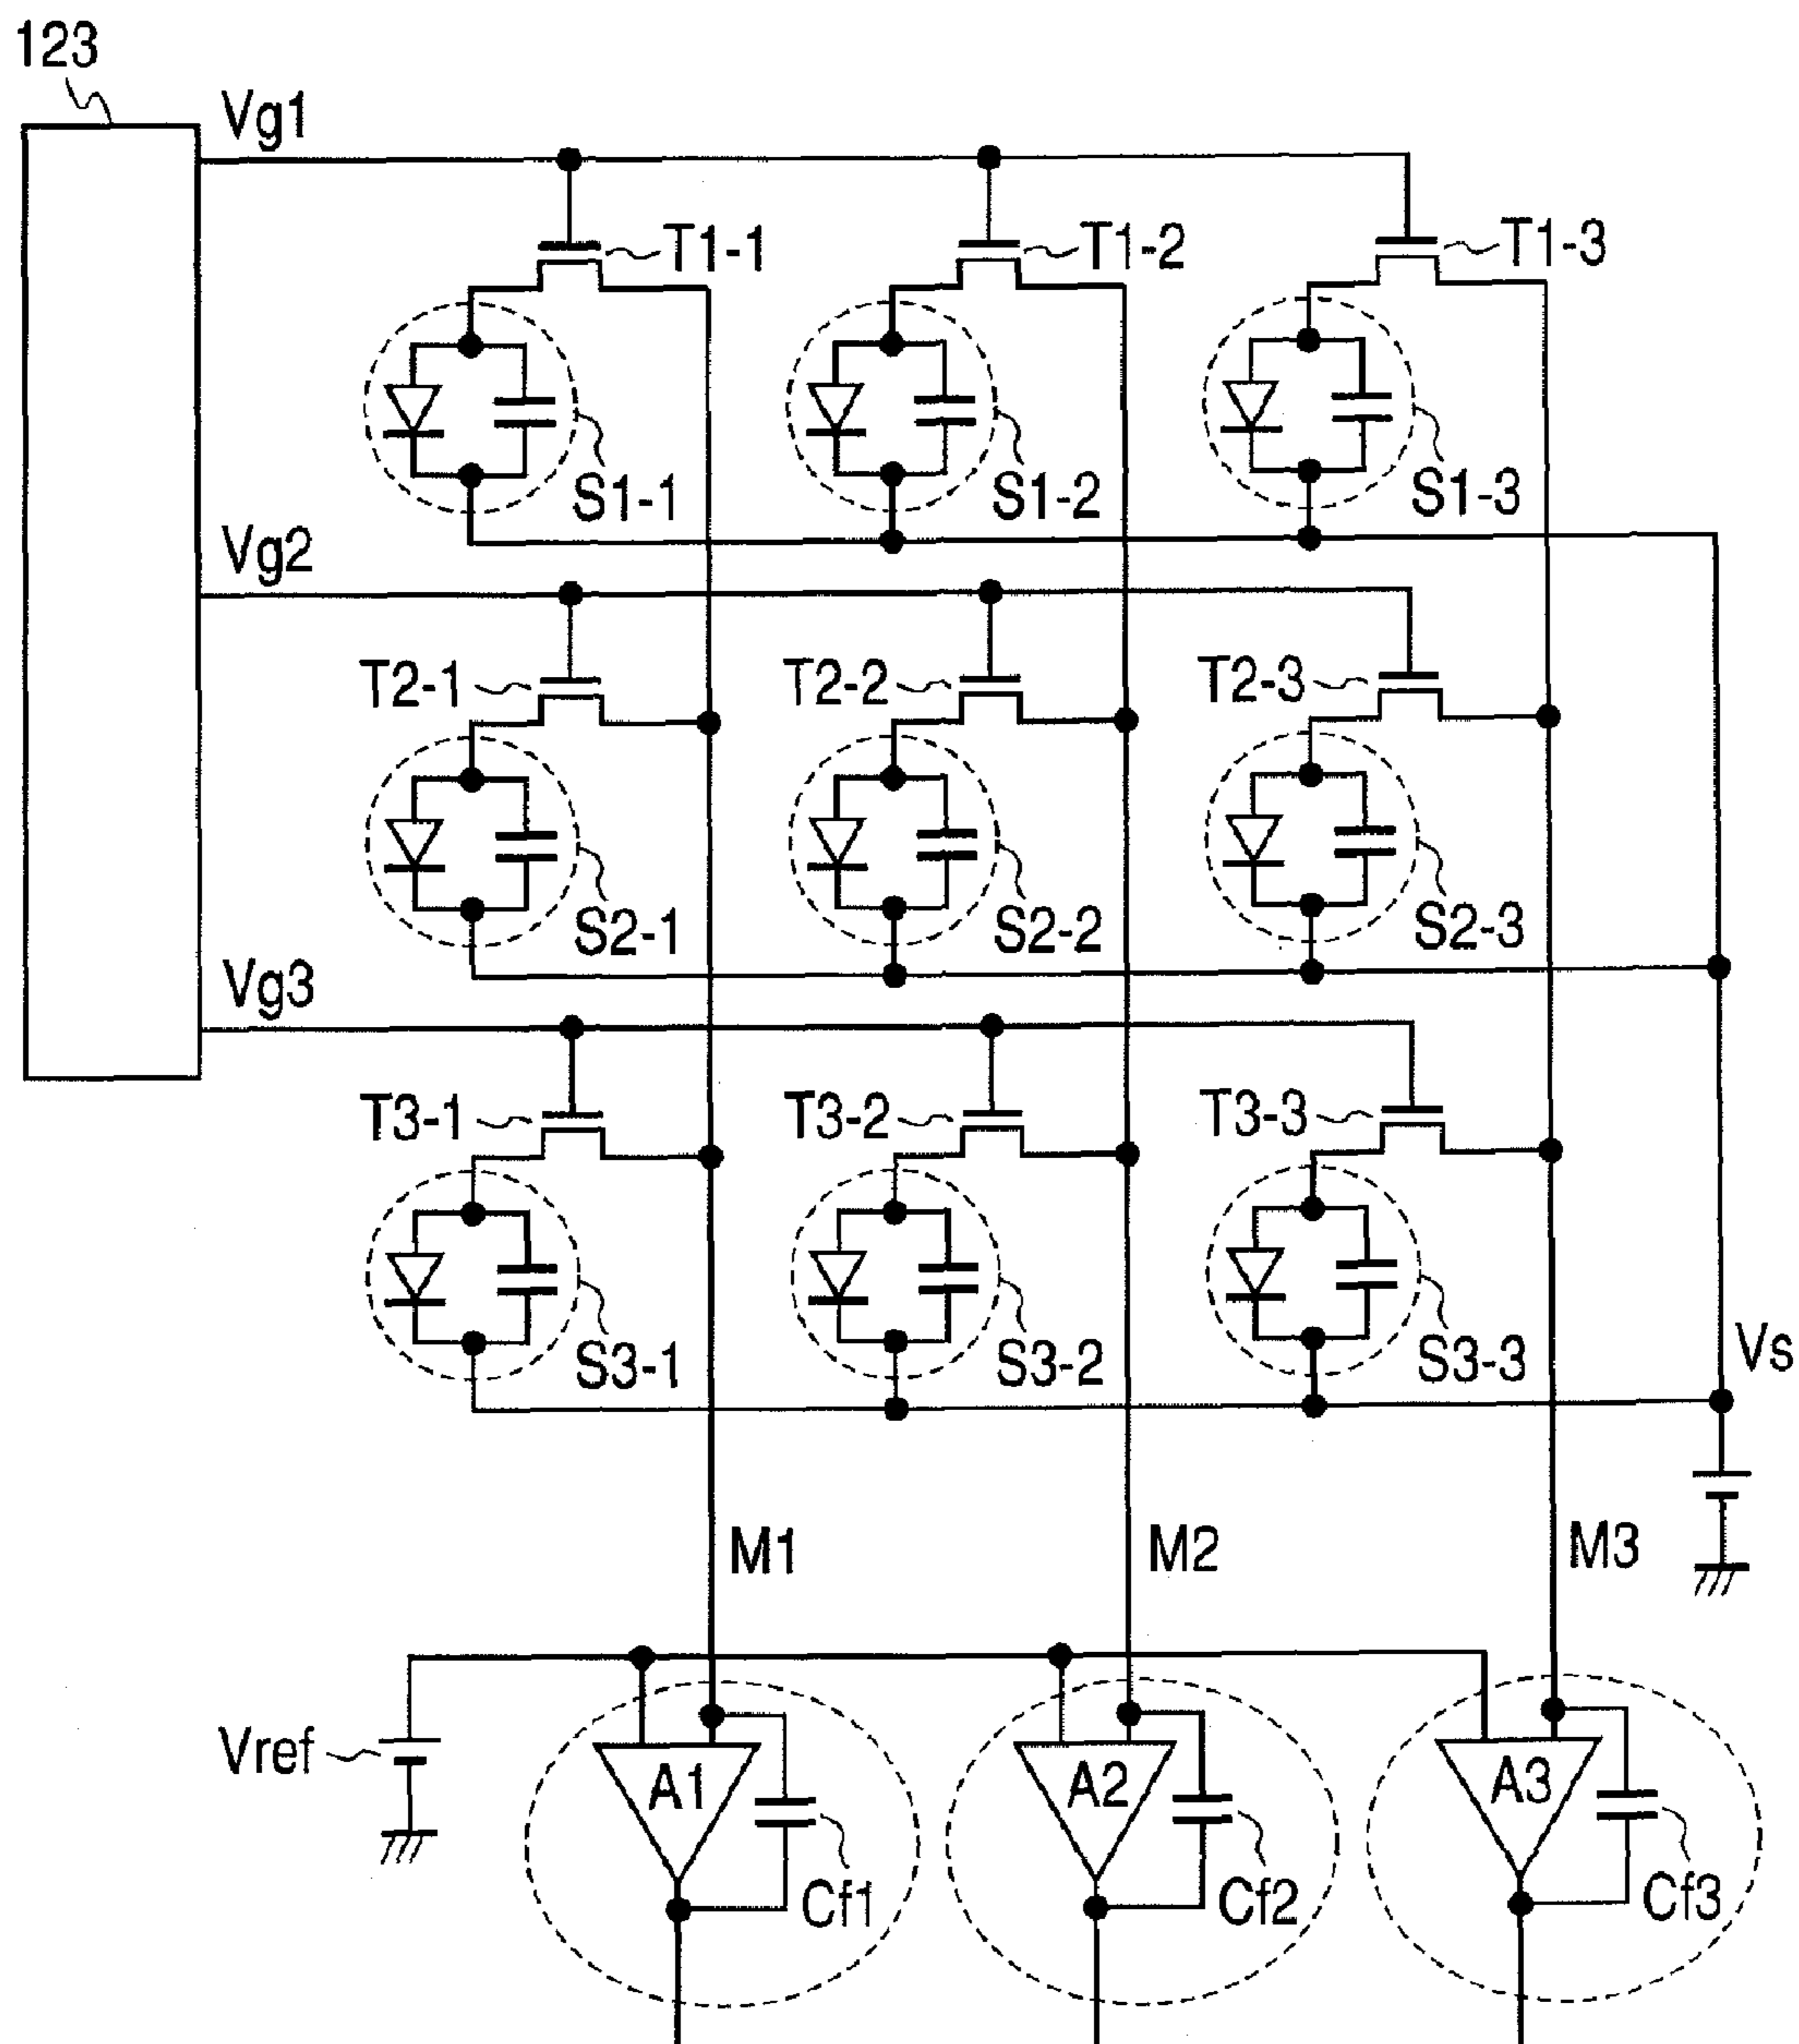 123
Vg1
T1-1
T1-2
T1-3
S1-1
S1-2
S1-3
Vg2
T2-1
T2-2
T2-3
S2-1
S2-2
S2-3
Vg3
T3-1
T3-2
T3-3
S3-1
S3-2
S3-3
Vs
M1
M2
M3
Vref
A1
A2
A3
Cf1
Cf2
Cf3